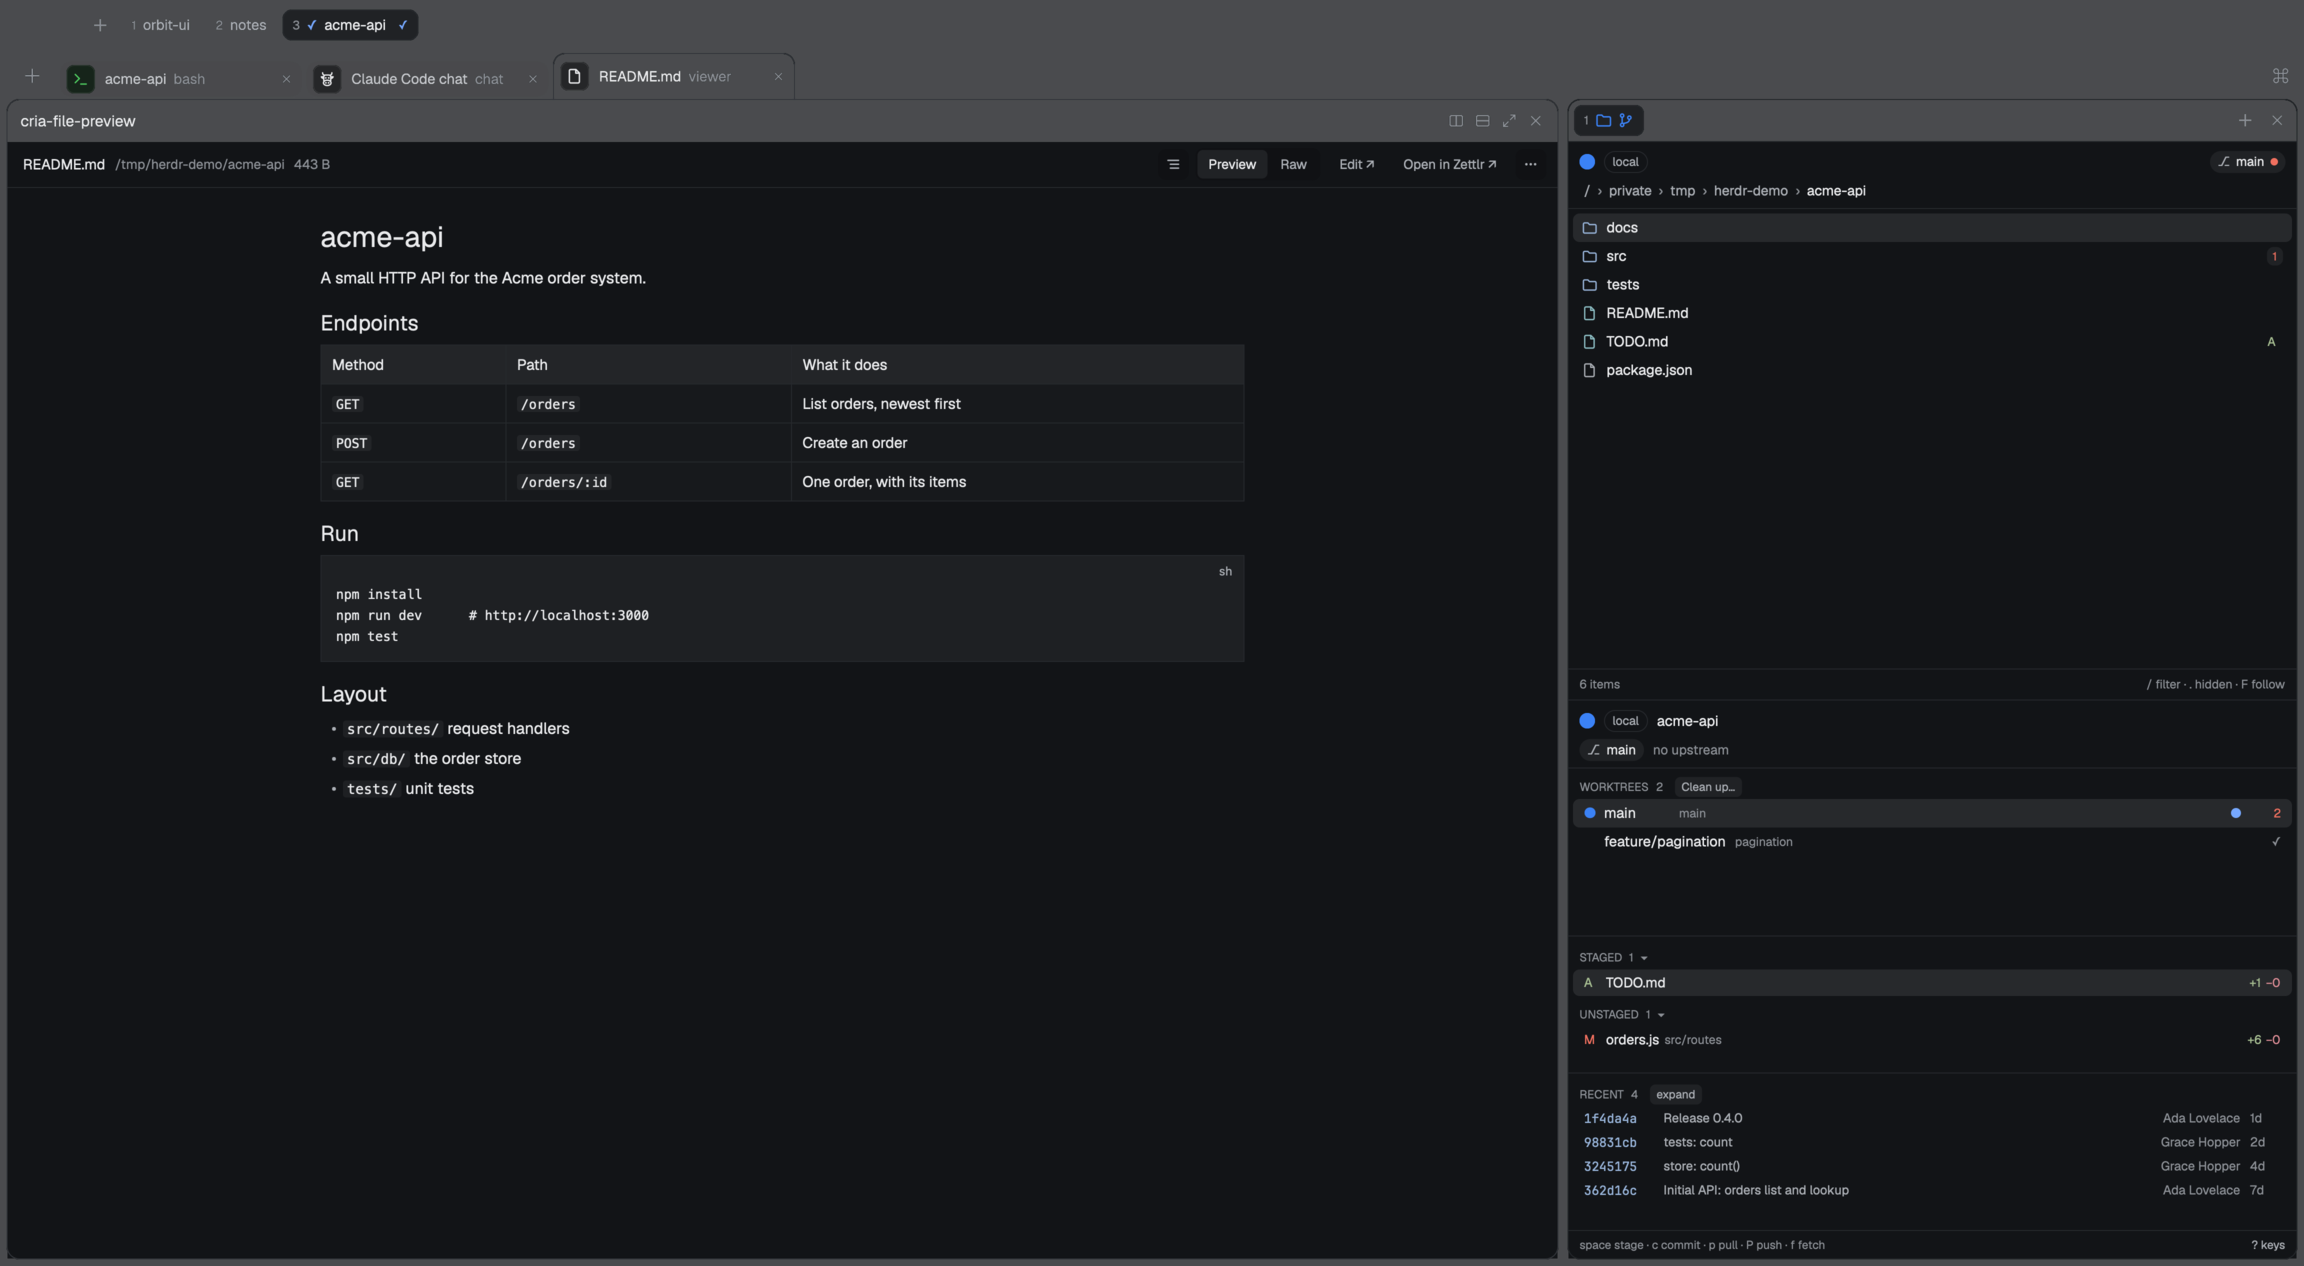 1 orbit-ui 2 notes 3 ✓ acme-api ✓
acme-api bash × Claude Code chat chat × README.md viewer ×
cria-file-preview
README.md /tmp/herdr-demo/acme-api 443 B Preview Raw Edit ↗ Open in Zettlr ↗ ···
acme-api
A small HTTP API for the Acme order system.
Endpoints
Method Path What it does
GET /orders List orders, newest first
POST /orders Create an order
GET /orders/:id One order, with its items
Run
sh
npm install
npm run dev # http://localhost:3000
npm test
Layout
• src/routes/ request handlers
• src/db/ the order store
• tests/ unit tests
1
local main
/ › private › tmp › herdr-demo › acme-api
docs
src 1
tests
README.md
TODO.md A
package.json
6 items / filter · . hidden · F follow
local acme-api
main no upstream
WORKTREES 2 Clean up...
main main 2
feature/pagination pagination ✓
STAGED 1
A TODO.md +1 −0
UNSTAGED 1
M orders.js src/routes +6 −0
RECENT 4 expand
1f4da4a Release 0.4.0 Ada Lovelace 1d
98831cb tests: count Grace Hopper 2d
3245175 store: count() Grace Hopper 4d
362d16c Initial API: orders list and lookup Ada Lovelace 7d
space stage · c commit · p pull · P push · f fetch ? keys